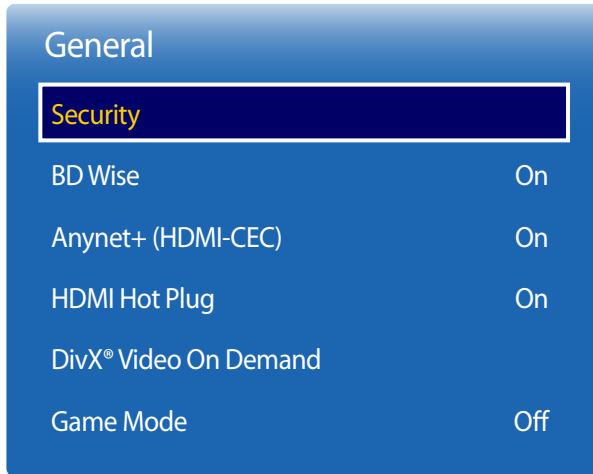 General
Security
BD Wise On
Anynet+ (HDMI-CEC) On
HDMI Hot Plug On
DivX® Video On Demand
Game Mode Off